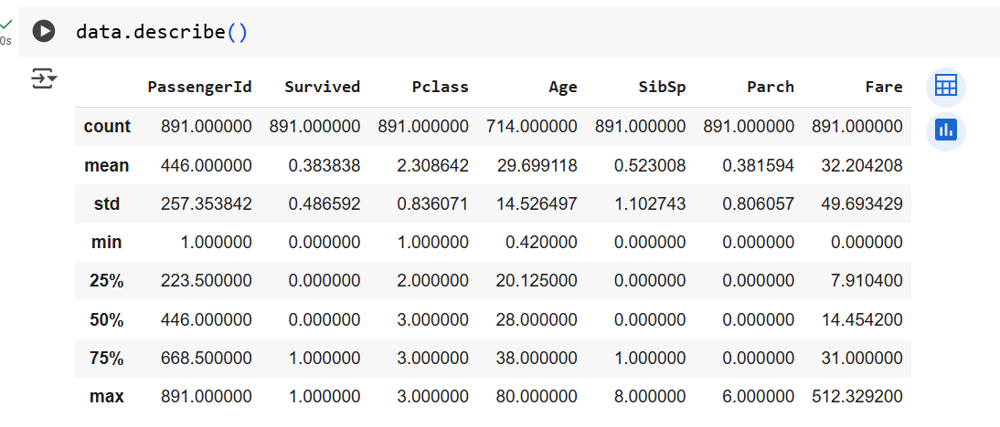 data.describe()
0s
PassengerId Survived Pclass Age SibSp Parch Fare
count 891.000000 891.000000 891.000000 714.000000 891.000000 891.000000 891.000000
mean 446.000000 0.383838 2.308642 29.699118 0.523008 0.381594 32.204208
std 257.353842 0.486592 0.836071 14.526497 1.102743 0.806057 49.693429
min 1.000000 0.000000 1.000000 0.420000 0.000000 0.000000 0.000000
25% 223.500000 0.000000 2.000000 20.125000 0.000000 0.000000 7.910400
50% 446.000000 0.000000 3.000000 28.000000 0.000000 0.000000 14.454200
75% 668.500000 1.000000 3.000000 38.000000 1.000000 0.000000 31.000000
max 891.000000 1.000000 3.000000 80.000000 8.000000 6.000000 512.329200